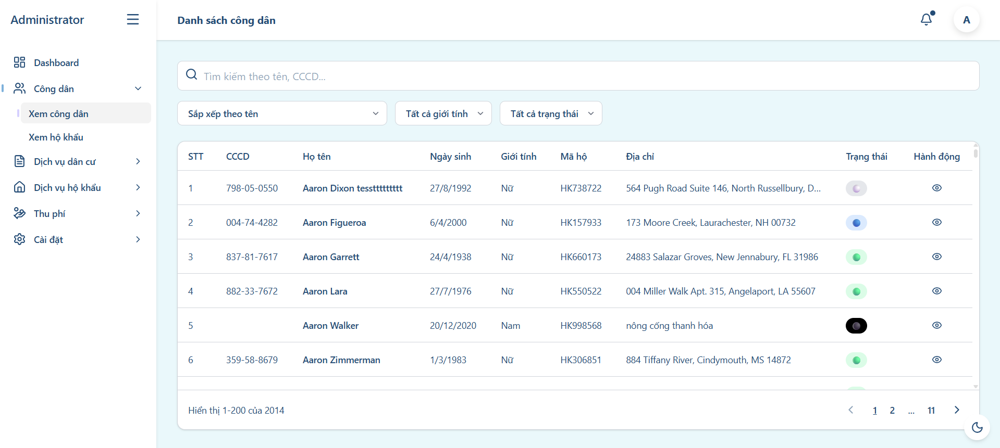 Administrator
Danh sách công dân
A
Dashboard
Công dân
Xem công dân
Xem hộ khẩu
Dịch vụ dân cư
Dịch vụ hộ khẩu
Thu phí
Cài đặt
Tìm kiếm theo tên, CCCD...
Sắp xếp theo tên Tất cả giới tính Tất cả trạng thái
STT CCCD Họ tên Ngày sinh Giới tính Mã hộ Địa chỉ Trạng thái Hành động
1 798-05-0550 Aaron Dixon tessttttttttt 27/8/1992 Nữ HK738722 564 Pugh Road Suite 146, North Russellbury, D...
2 004-74-4282 Aaron Figueroa 6/4/2000 Nữ HK157933 173 Moore Creek, Laurachester, NH 00732
3 837-81-7617 Aaron Garrett 24/4/1938 Nữ HK660173 24883 Salazar Groves, New Jennabury, FL 31986
4 882-33-7672 Aaron Lara 27/7/1976 Nữ HK550522 004 Miller Walk Apt. 315, Angelaport, LA 55607
5 Aaron Walker 20/12/2020 Nam HK998568 nông cống thanh hóa
6 359-58-8679 Aaron Zimmerman 1/3/1983 Nữ HK306851 884 Tiffany River, Cindymouth, MS 14872
Hiển thị 1-200 của 2014 1 2 ... 11